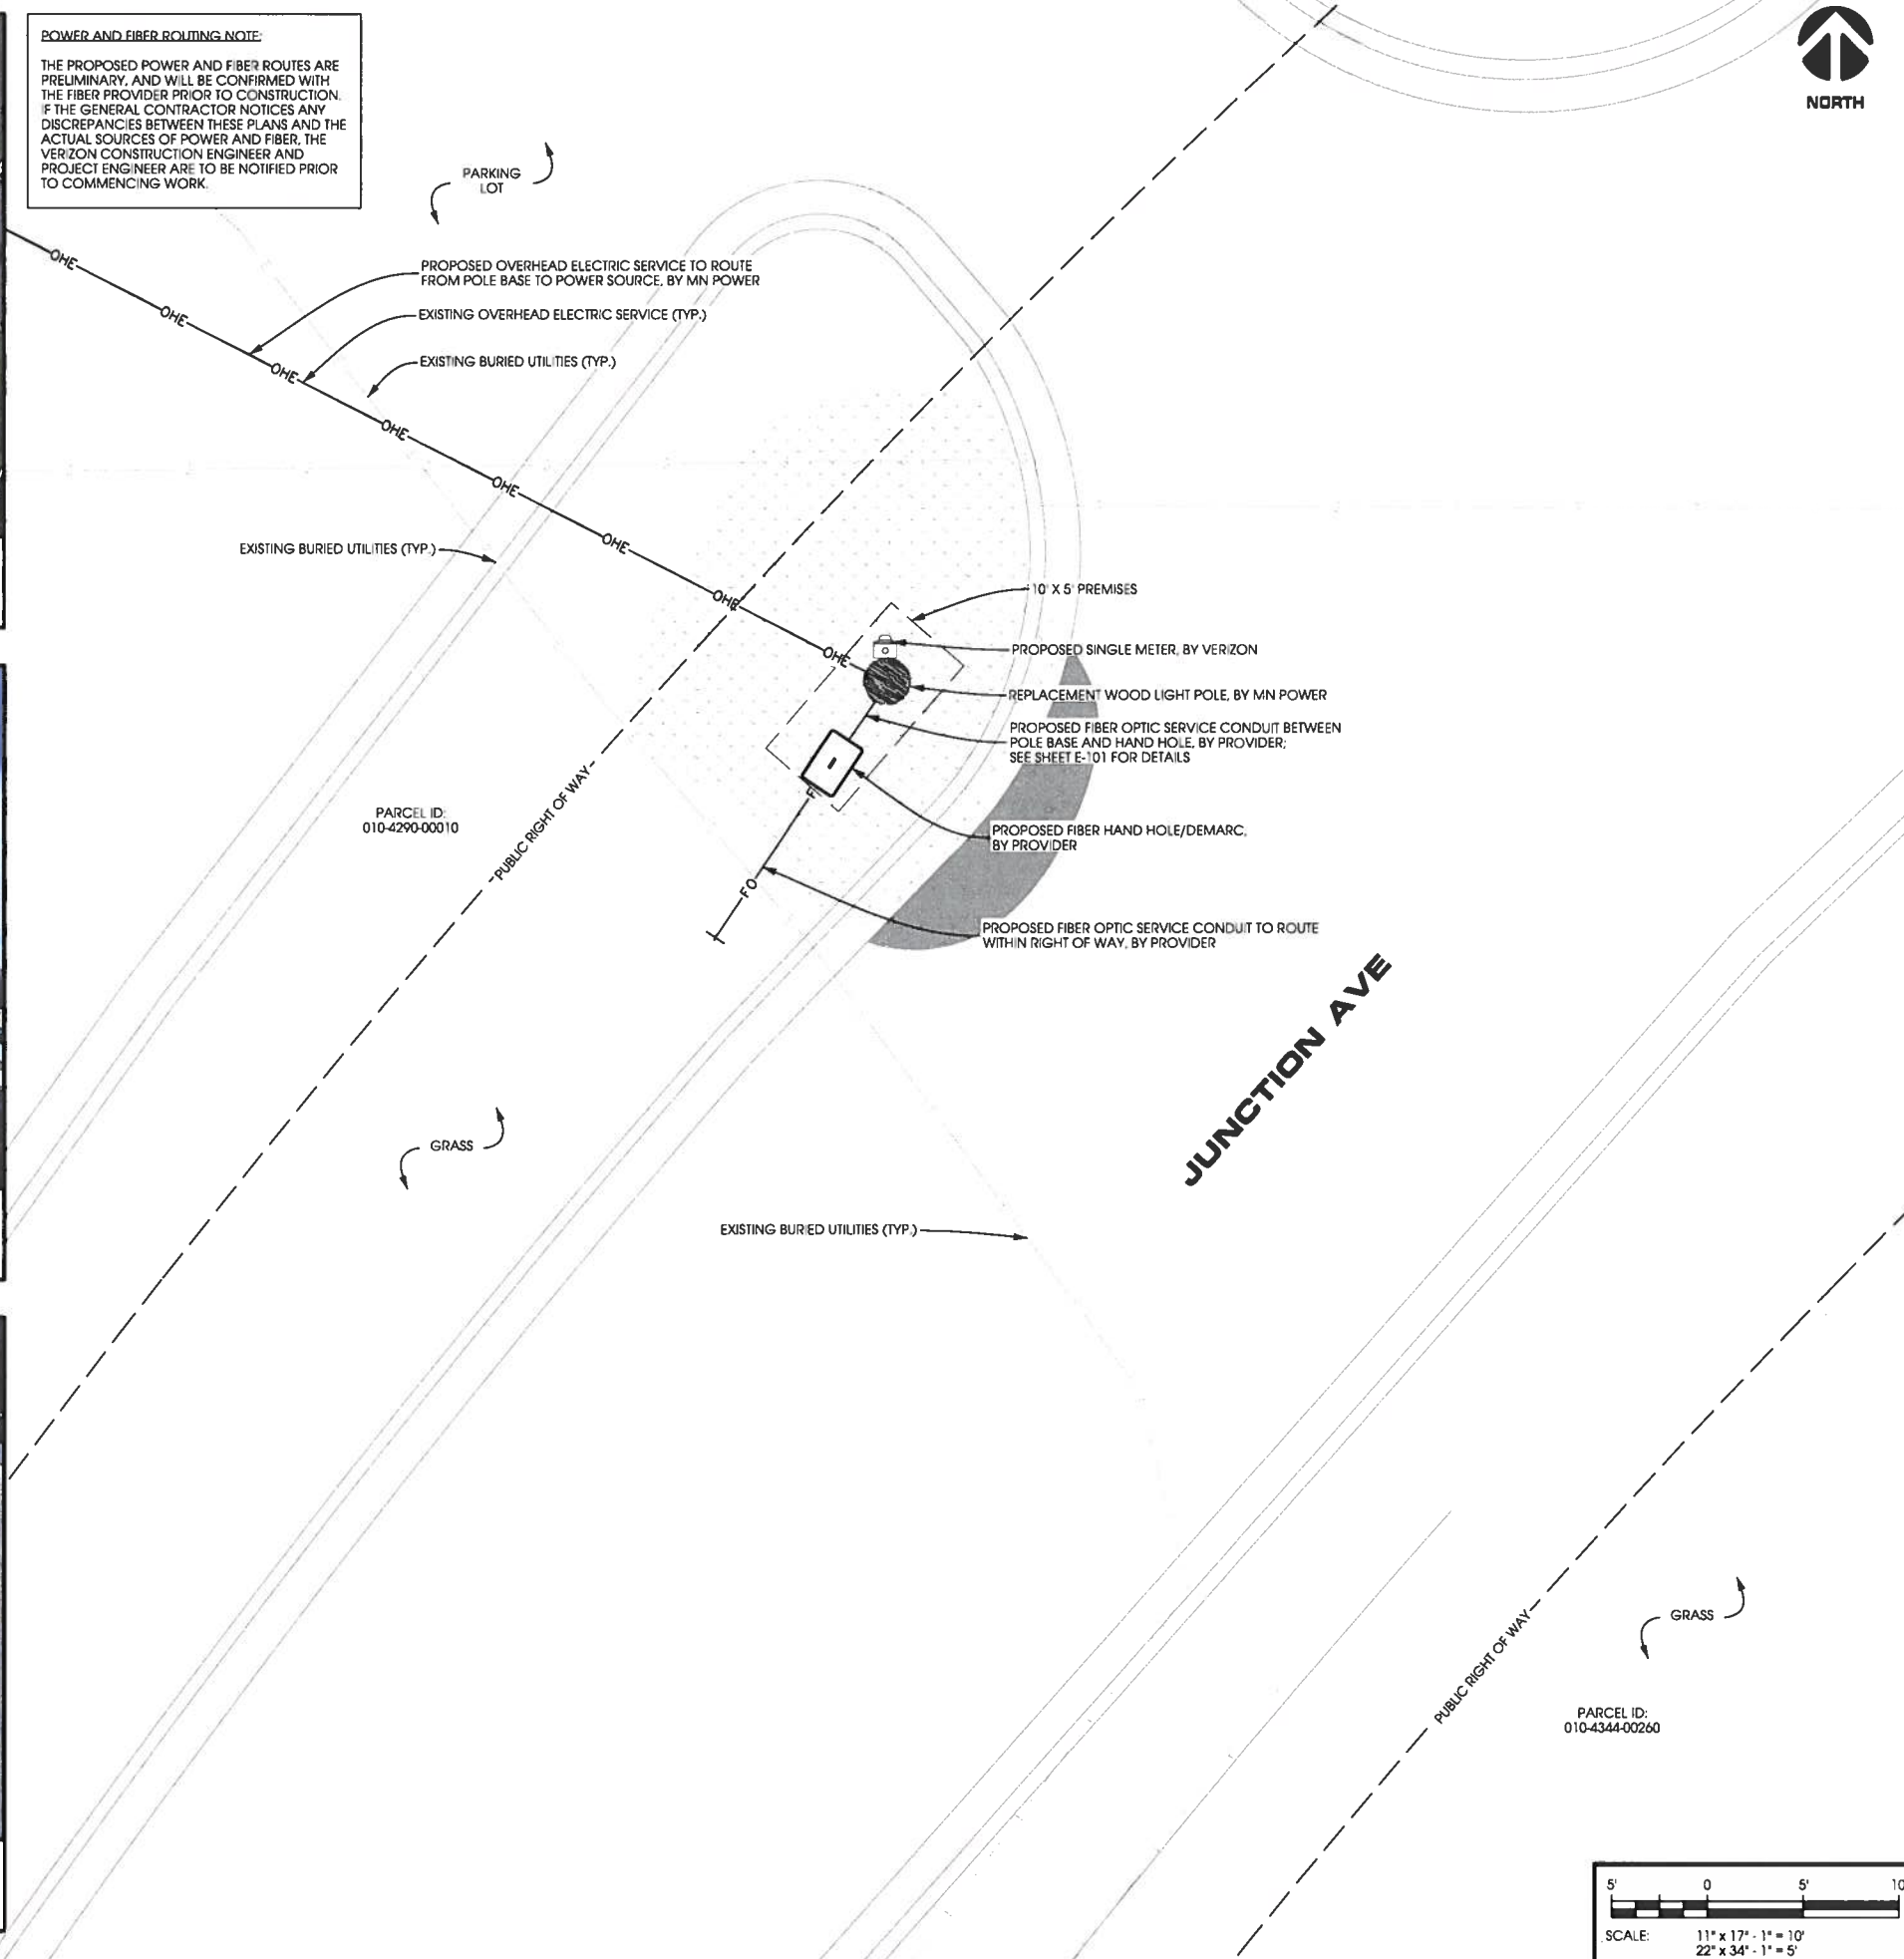 POWER AND FIBER ROUTING NOTE:
THE PROPOSED POWER AND FIBER ROUTES ARE
PRELIMINARY, AND WILL BE CONFIRMED WITH
THE FIBER PROVIDER PRIOR TO CONSTRUCTION.
IF THE GENERAL CONTRACTOR NOTICES ANY
DISCREPANCIES BETWEEN THESE PLANS AND THE
ACTUAL SOURCES OF POWER AND FIBER, THE
VERIZON CONSTRUCTION ENGINEER AND
PROJECT ENGINEER ARE TO BE NOTIFIED PRIOR
TO COMMENCING WORK.
NORTH
PARKING
LOT
OHE
PROPOSED OVERHEAD ELECTRIC SERVICE TO ROUTE
FROM POLE BASE TO POWER SOURCE, BY MN POWER
OHE
EXISTING OVERHEAD ELECTRIC SERVICE (TYP.)
EXISTING BURIED UTILITIES (TYP.)
OHE
OHE
OHE
OHE
EXISTING BURIED UTILITIES (TYP.)
10' X 5' PREMISES
OHE
PROPOSED SINGLE METER, BY VERIZON
OHE
REPLACEMENT WOOD LIGHT POLE, BY MN POWER
PROPOSED FIBER OPTIC SERVICE CONDUIT BETWEEN
POLE BASE AND HAND HOLE, BY PROVIDER;
SEE SHEET E-101 FOR DETAILS
PARCEL ID:
010-4290-00010
PUBLIC RIGHT OF WAY
F
PROPOSED FIBER HAND HOLE/DEMARC,
BY PROVIDER
FO
PROPOSED FIBER OPTIC SERVICE CONDUIT TO ROUTE
WITHIN RIGHT OF WAY, BY PROVIDER
JUNCTION AVE
GRASS
EXISTING BURIED UTILITIES (TYP.)
GRASS
PUBLIC RIGHT OF WAY
PARCEL ID:
010-4344-00260
5' 0 5' 10
SCALE: 11" x 17" - 1" = 10'
22" x 34" - 1" = 5'